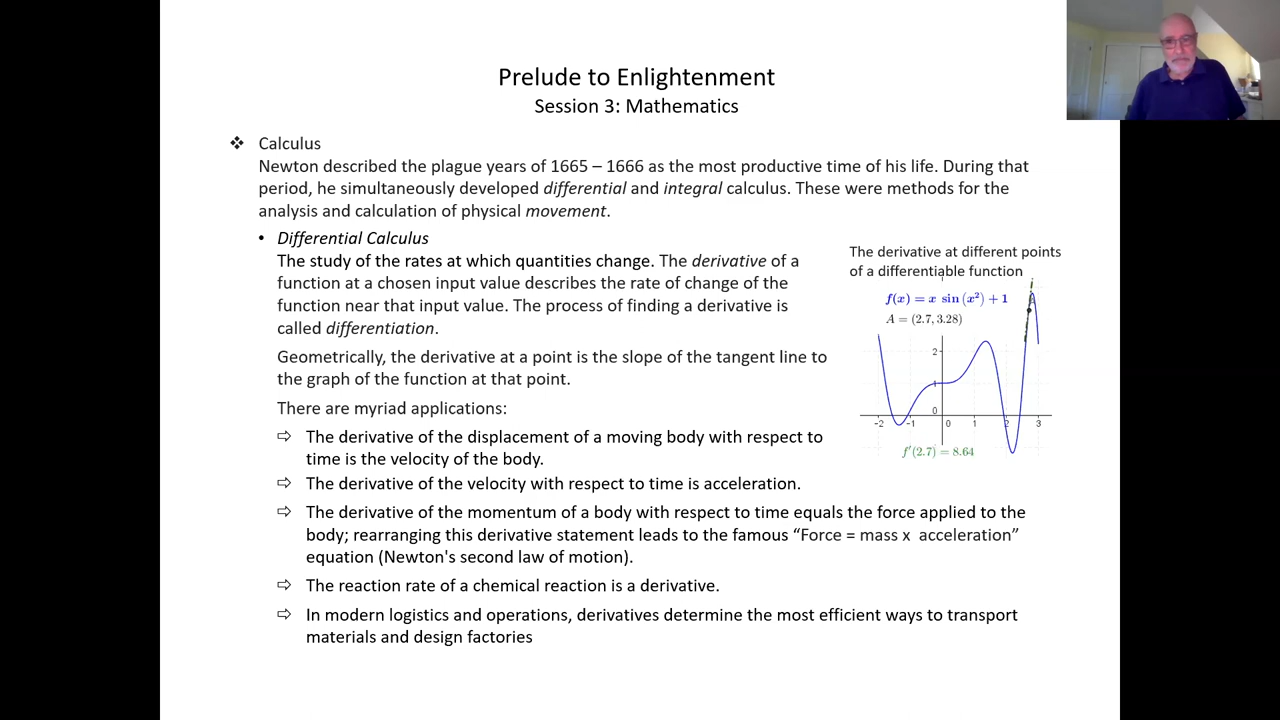 Prelude to Enlightenment
Session 3: Mathematics
❖ Calculus
Newton described the plague years of 1665 – 1666 as the most productive time of his life. During that
period, he simultaneously developed differential and integral calculus. These were methods for the
analysis and calculation of physical movement.
• Differential Calculus
The study of the rates at which quantities change. The derivative of a
function at a chosen input value describes the rate of change of the
function near that input value. The process of finding a derivative is
called differentiation.
Geometrically, the derivative at a point is the slope of the tangent line to
the graph of the function at that point.
There are myriad applications:
⇨ The derivative of the displacement of a moving body with respect to
time is the velocity of the body.
⇨ The derivative of the velocity with respect to time is acceleration.
⇨ The derivative of the momentum of a body with respect to time equals the force applied to the
body; rearranging this derivative statement leads to the famous “Force = mass x  acceleration”
equation (Newton's second law of motion).
⇨ The reaction rate of a chemical reaction is a derivative.
⇨ In modern logistics and operations, derivatives determine the most efficient ways to transport
materials and design factories
The derivative at different points
of a differentiable function
f(x) = x sin (x²) + 1
A = (2.7, 3.28)
2
1
0
-2 -1 0 1 2 3
f′(2.7) = 8.64